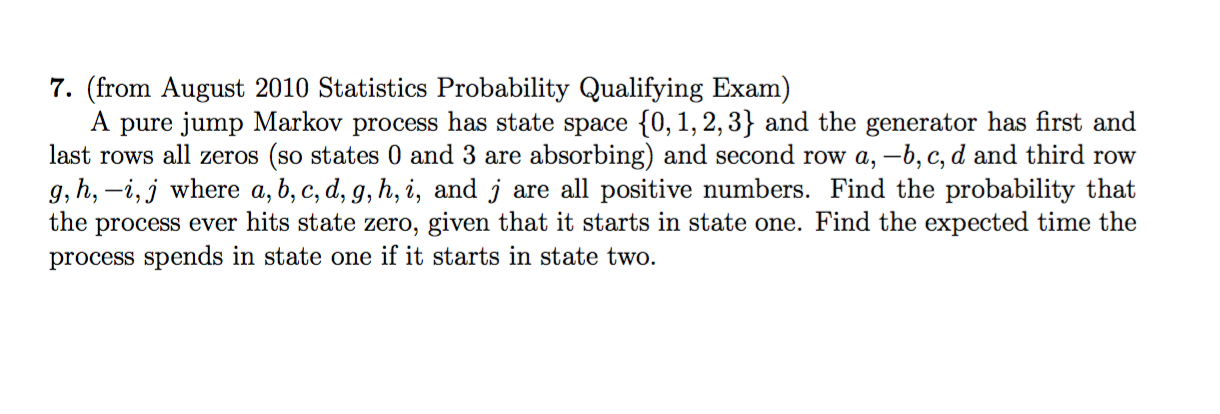 7. (from August 2010 Statistics Probability Qualifying Exam)
A pure jump Markov process has state space {0, 1, 2, 3} and the generator has first and
last rows all zeros (so states 0 and 3 are absorbing) and second row a, −b, c, d and third row
g, h, −i, j where a, b, c, d, g, h, i, and j are all positive numbers. Find the probability that
the process ever hits state zero, given that it starts in state one. Find the expected time the
process spends in state one if it starts in state two.